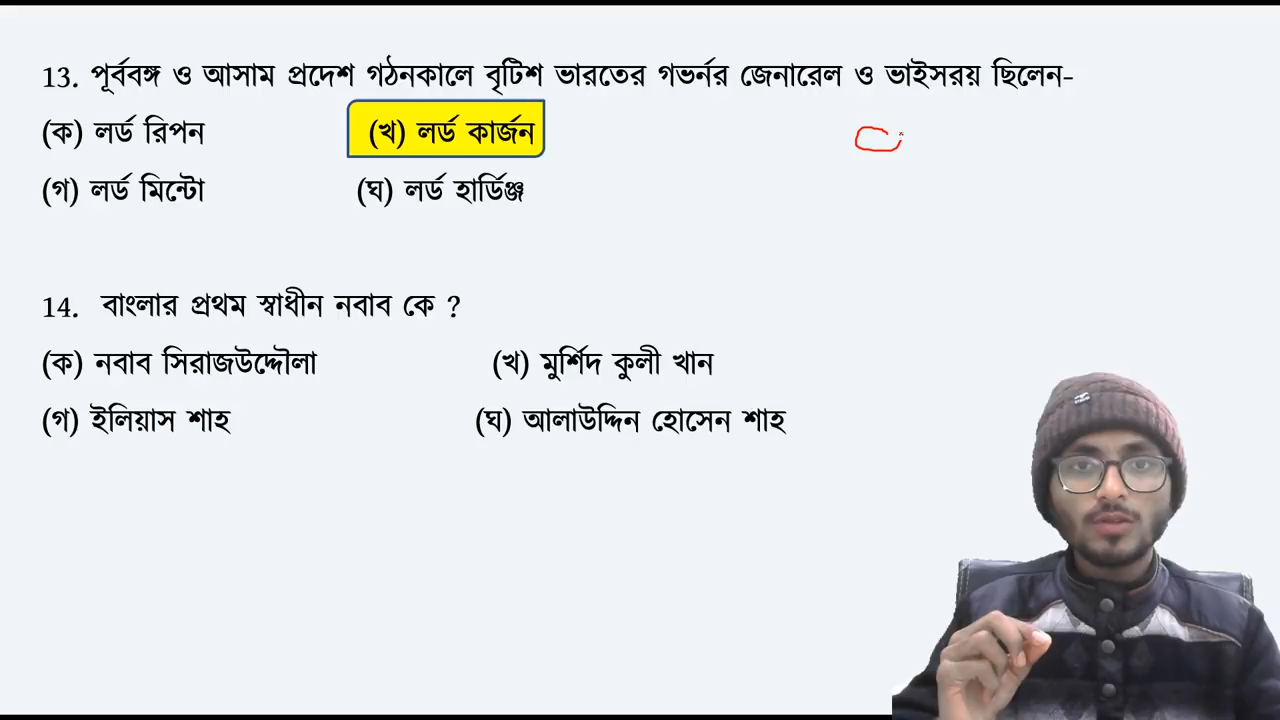 13. পূর্ববঙ্গ ও আসাম প্রদেশ গঠনকালে বৃটিশ ভারতের গভর্নর জেনারেল ও ভাইসরয় ছিলেন-
(ক) লর্ড রিপন (খ) লর্ড কার্জন
(গ) লর্ড মিন্টো (ঘ) লর্ড হার্ডিঞ্জ
14. বাংলার প্রথম স্বাধীন নবাব কে ?
(ক) নবাব সিরাজউদ্দৌলা (খ) মুর্শিদ কুলী খান
(গ) ইলিয়াস শাহ (ঘ) আলাউদ্দিন হোসেন শাহ